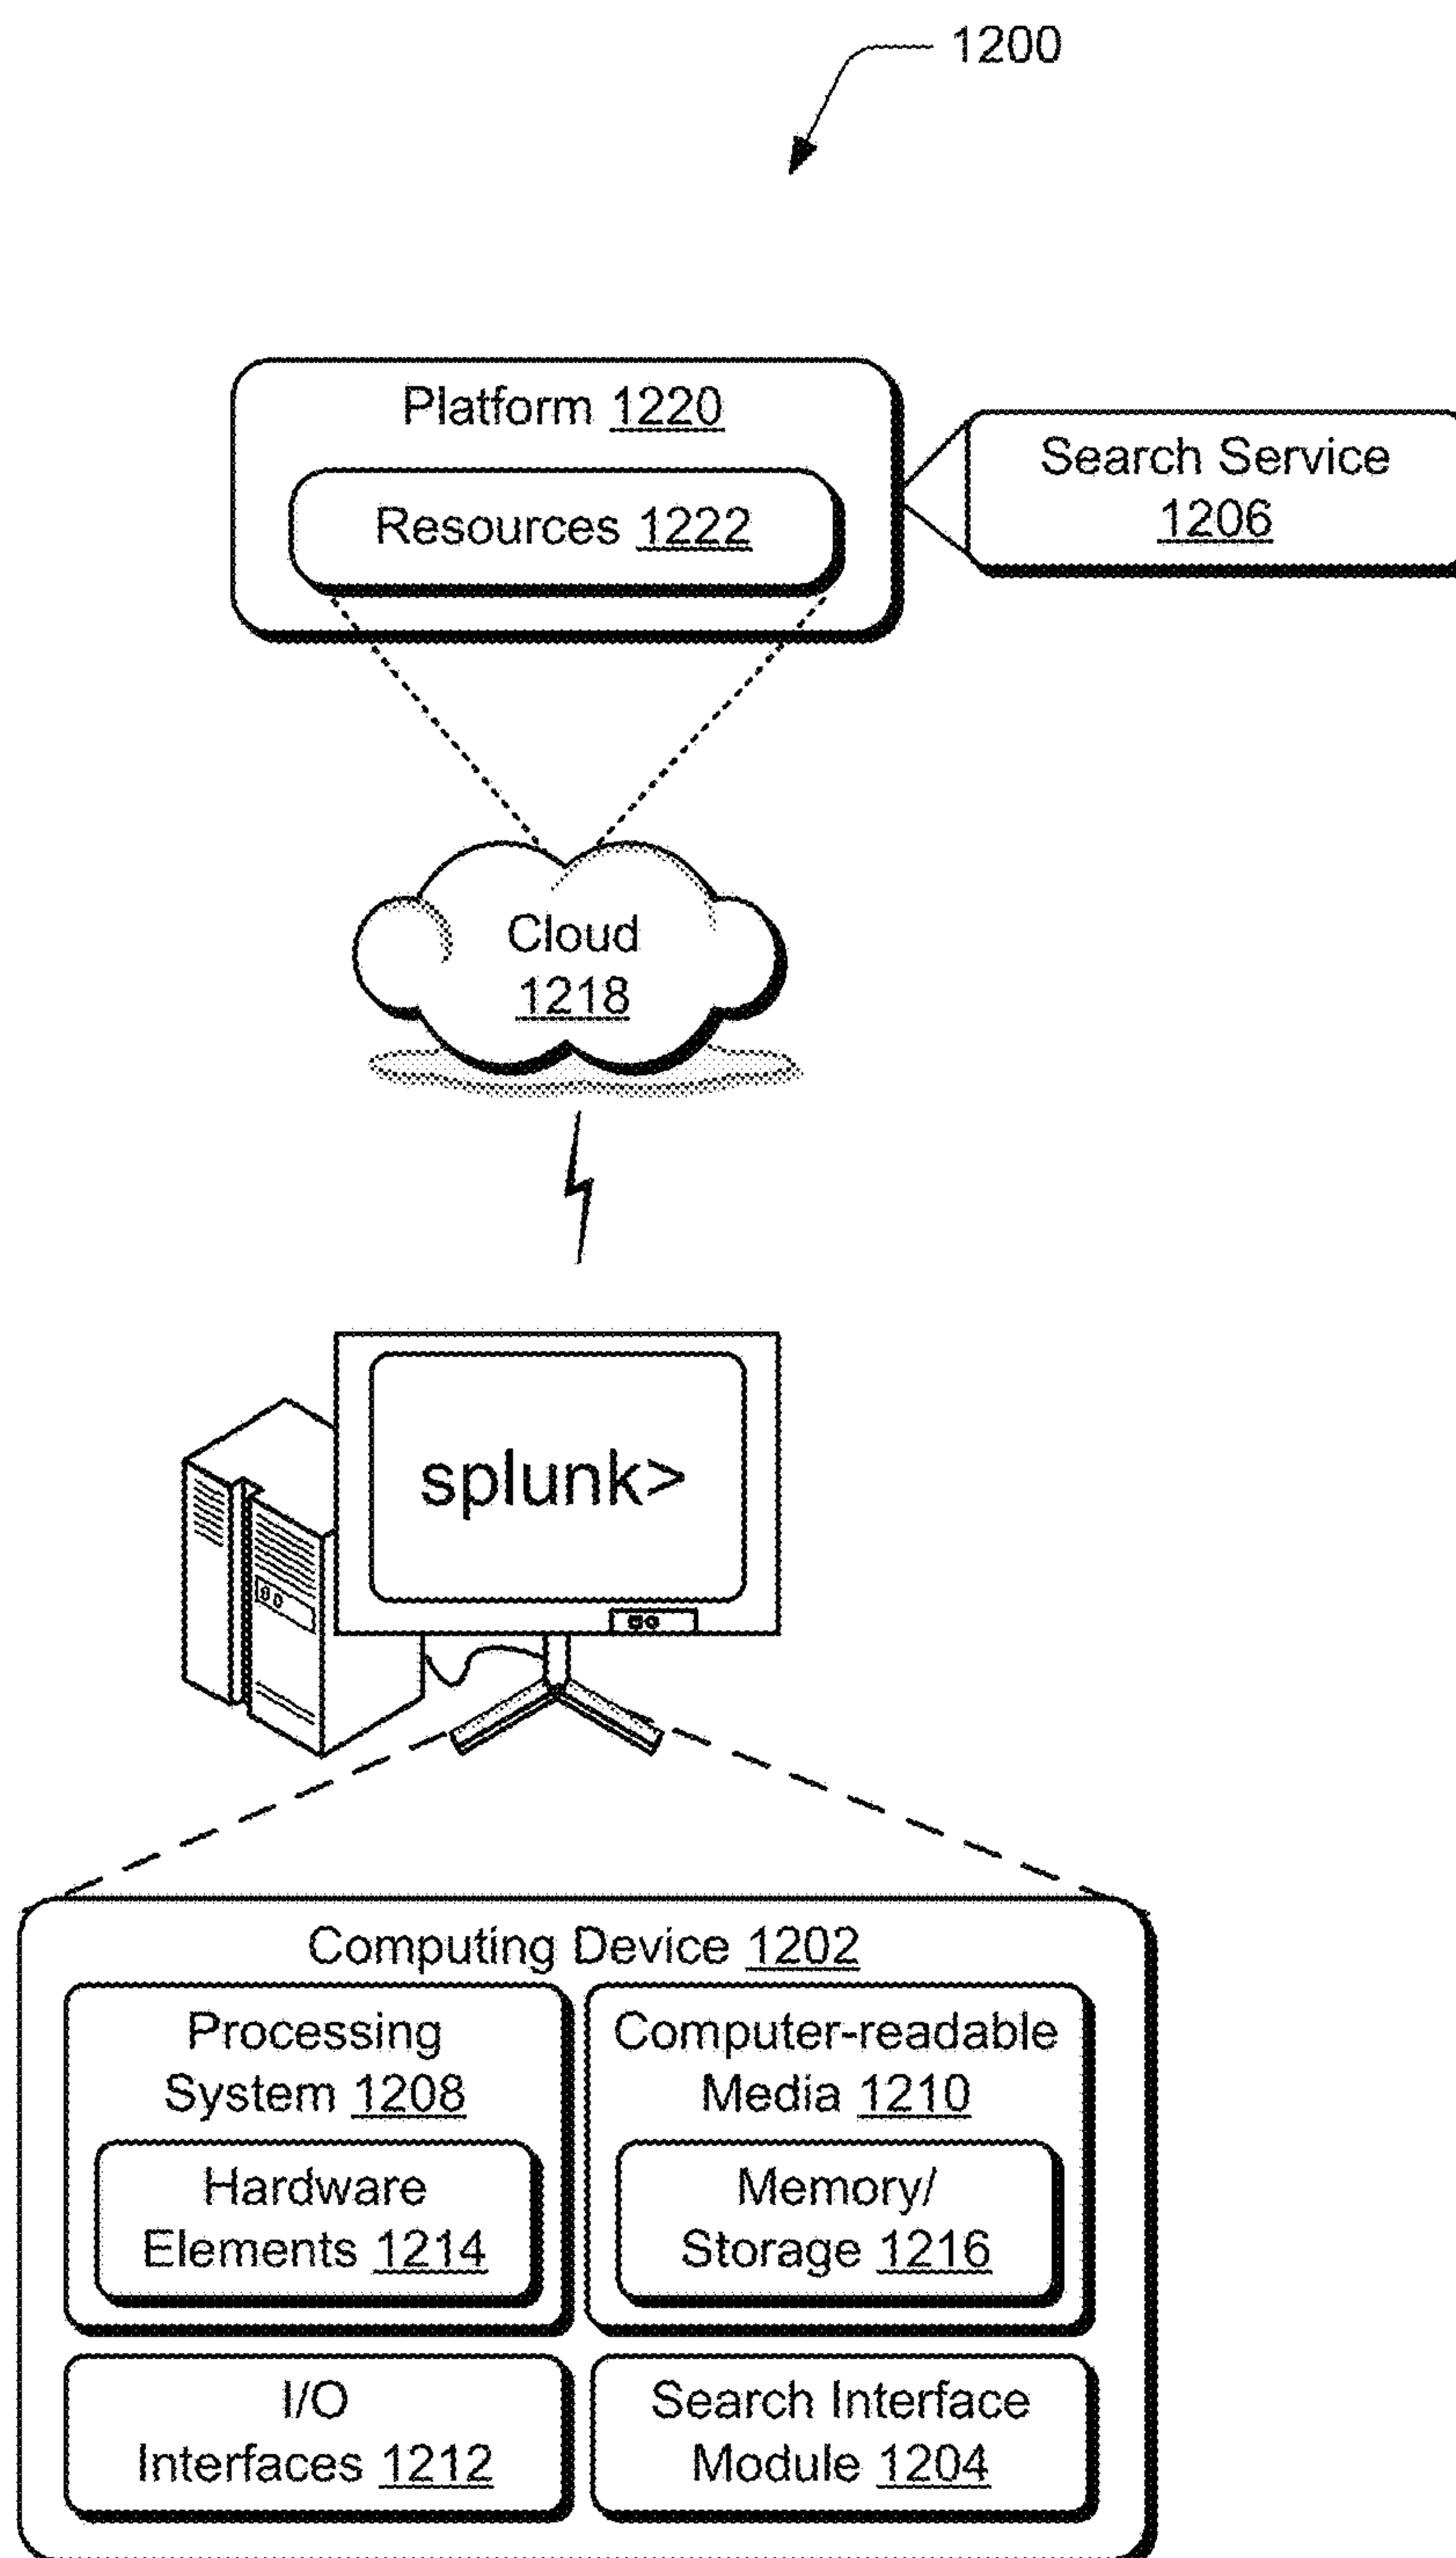 1200
Platform 1220
Resources 1222
Search Service
1206
Cloud
1218
splunk>
Computing Device 1202
Processing
System 1208
Hardware
Elements 1214
Computer-readable
Media 1210
Memory/
Storage 1216
I/O
Interfaces 1212
Search Interface
Module 1204